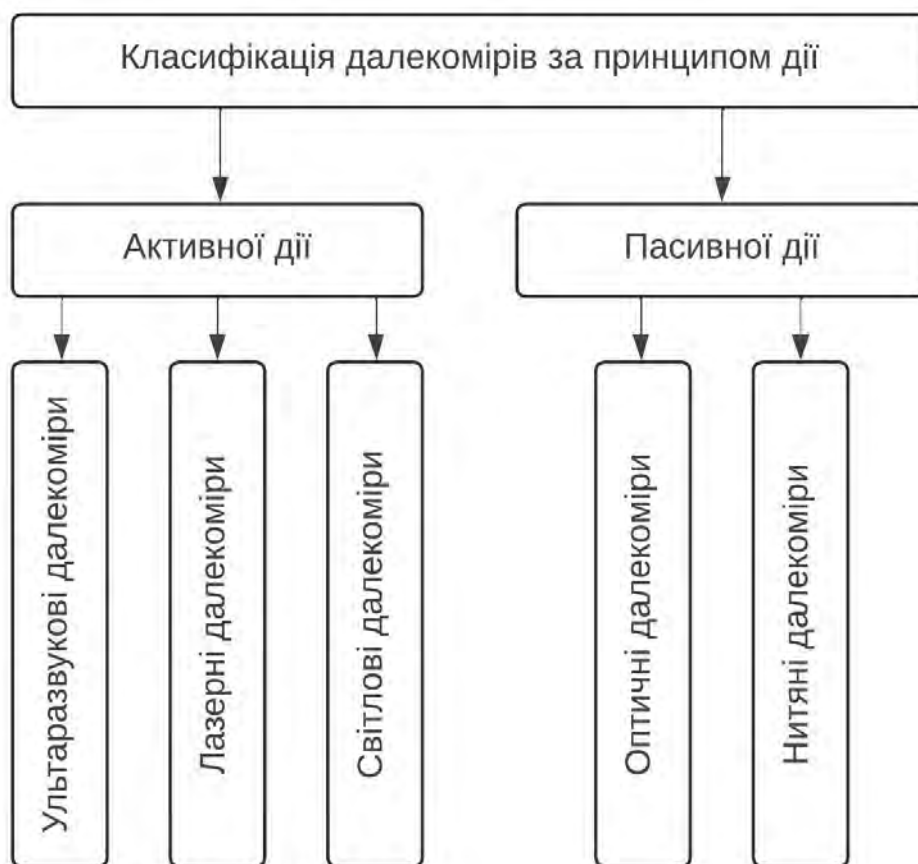 Класифікація далекомірів за принципом дії
Активної дії
Пасивної дії
Ультаразвукові далекоміри
Лазерні далекоміри
Світлові далекоміри
Оптичні далекоміри
Нитяні далекоміри